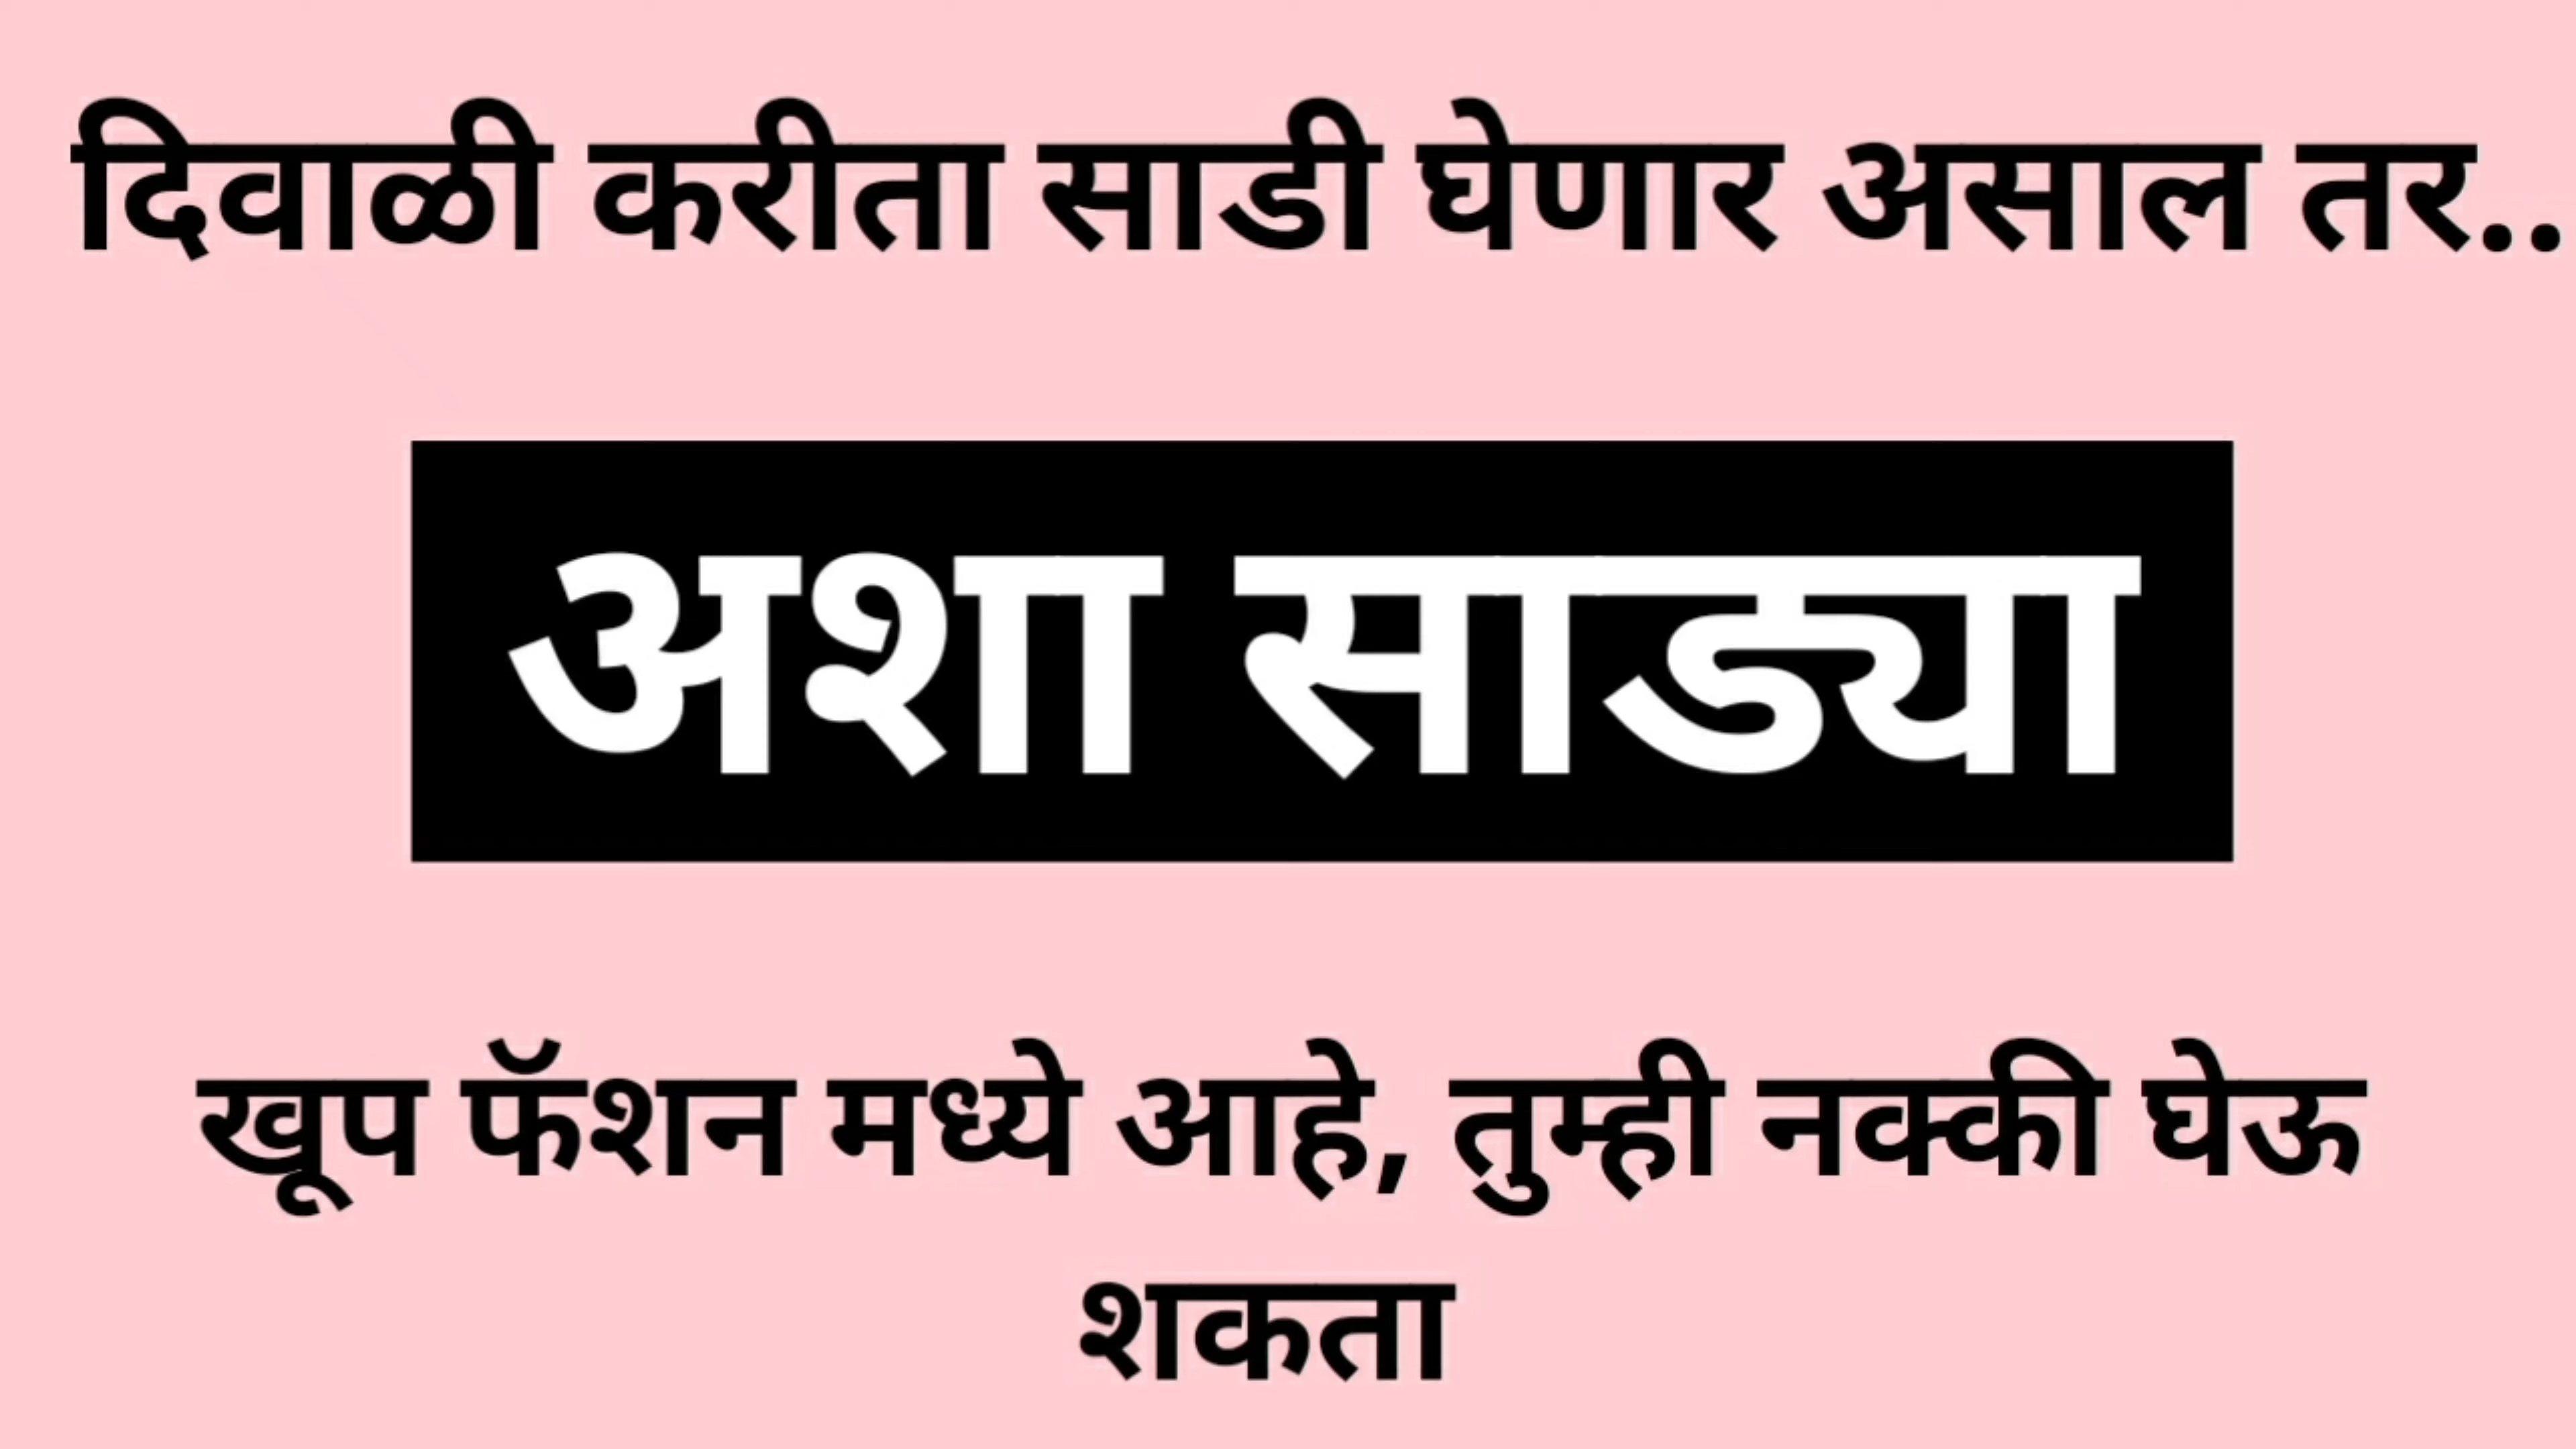 दिवाळी करीता साडी घेणार असाल तर..
अशा साड्या
खूप फॅशन मध्ये आहे, तुम्ही नक्की घेऊ
शकता